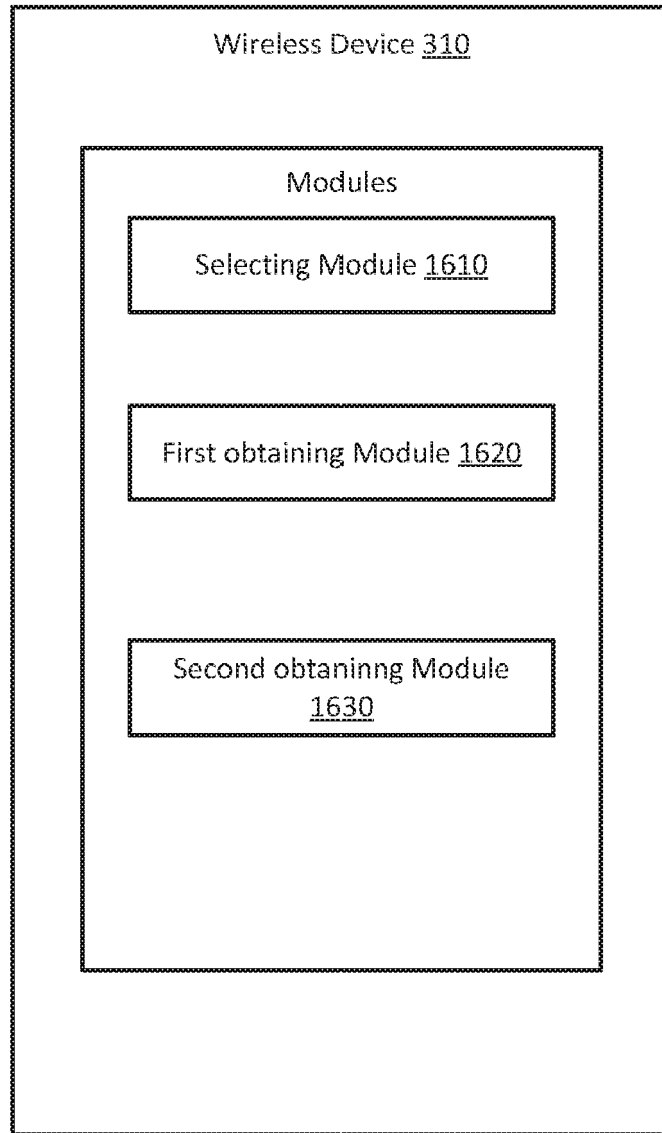 Wireless Device 310
Modules
Selecting Module 1610
First obtaining Module 1620
Second obtaninng Module
1630